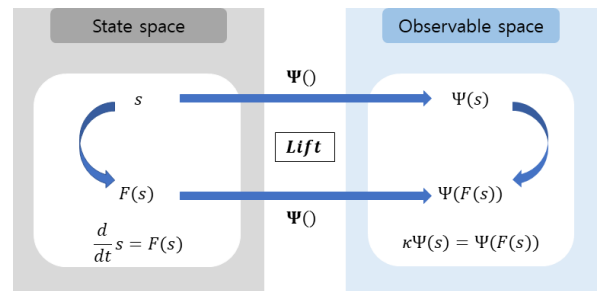 State space
Observable space
Ψ()
s
Ψ(s)
Lift
F(s)
Ψ(F(s))
Ψ()
d/dt s = F(s)
κΨ(s) = Ψ(F(s))